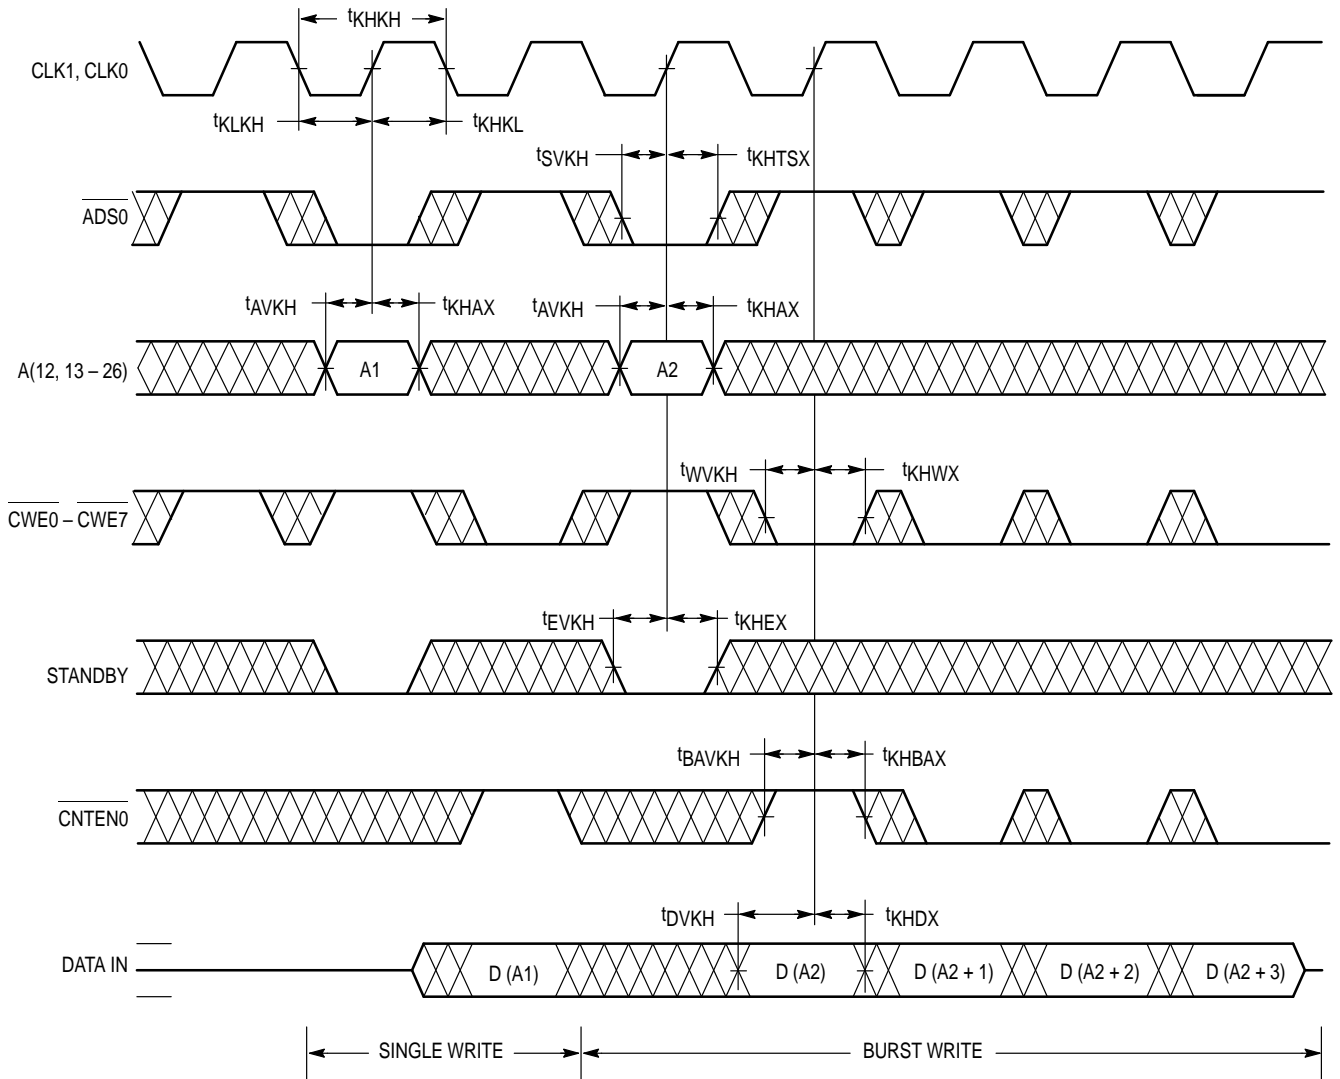 tKHKH
CLK1, CLK0
tKLKH
tKHKL
tSVKH
tKHTSX
ADS0
tAVKH
tKHAX
tAVKH
tKHAX
A(12, 13 – 26)
A1
A2
tWVKH
tKHWX
CWE0 – CWE7
tEVKH
tKHEX
STANDBY
tBAVKH
tKHBAX
CNTEN0
tDVKH
tKHDX
DATA IN
D (A1)
D (A2)
D (A2 + 1)
D (A2 + 2)
D (A2 + 3)
SINGLE WRITE
BURST WRITE